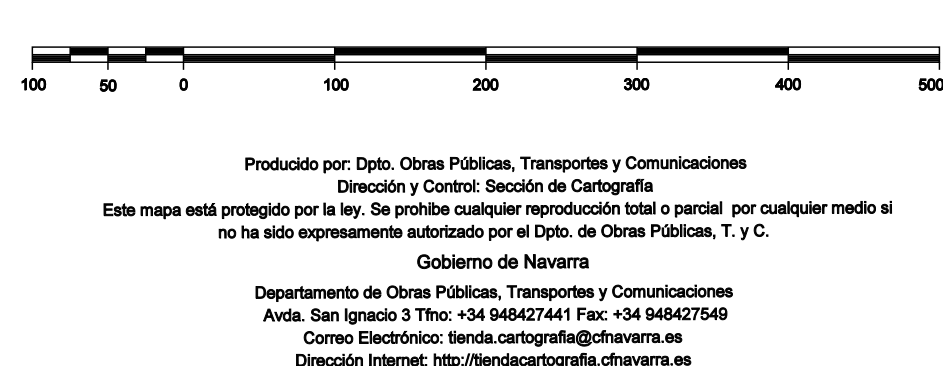 100 50 0 100 200 300 400 500
Producido por: Dpto. Obras Públicas, Transportes y Comunicaciones
Dirección y Control: Sección de Cartografía
Este mapa está protegido por la ley. Se prohibe cualquier reproducción total o parcial por cualquier medio si
no ha sido expresamente autorizado por el Dpto. de Obras Públicas, T. y C.
Gobierno de Navarra
Departamento de Obras Públicas, Transportes y Comunicaciones
Avda. San Ignacio 3 Tfno: +34 948427441 Fax: +34 948427549
Correo Electrónico: tienda.cartografia@cfnavarra.es
Dirección Internet: http://tiendacartografia.cfnavarra.es